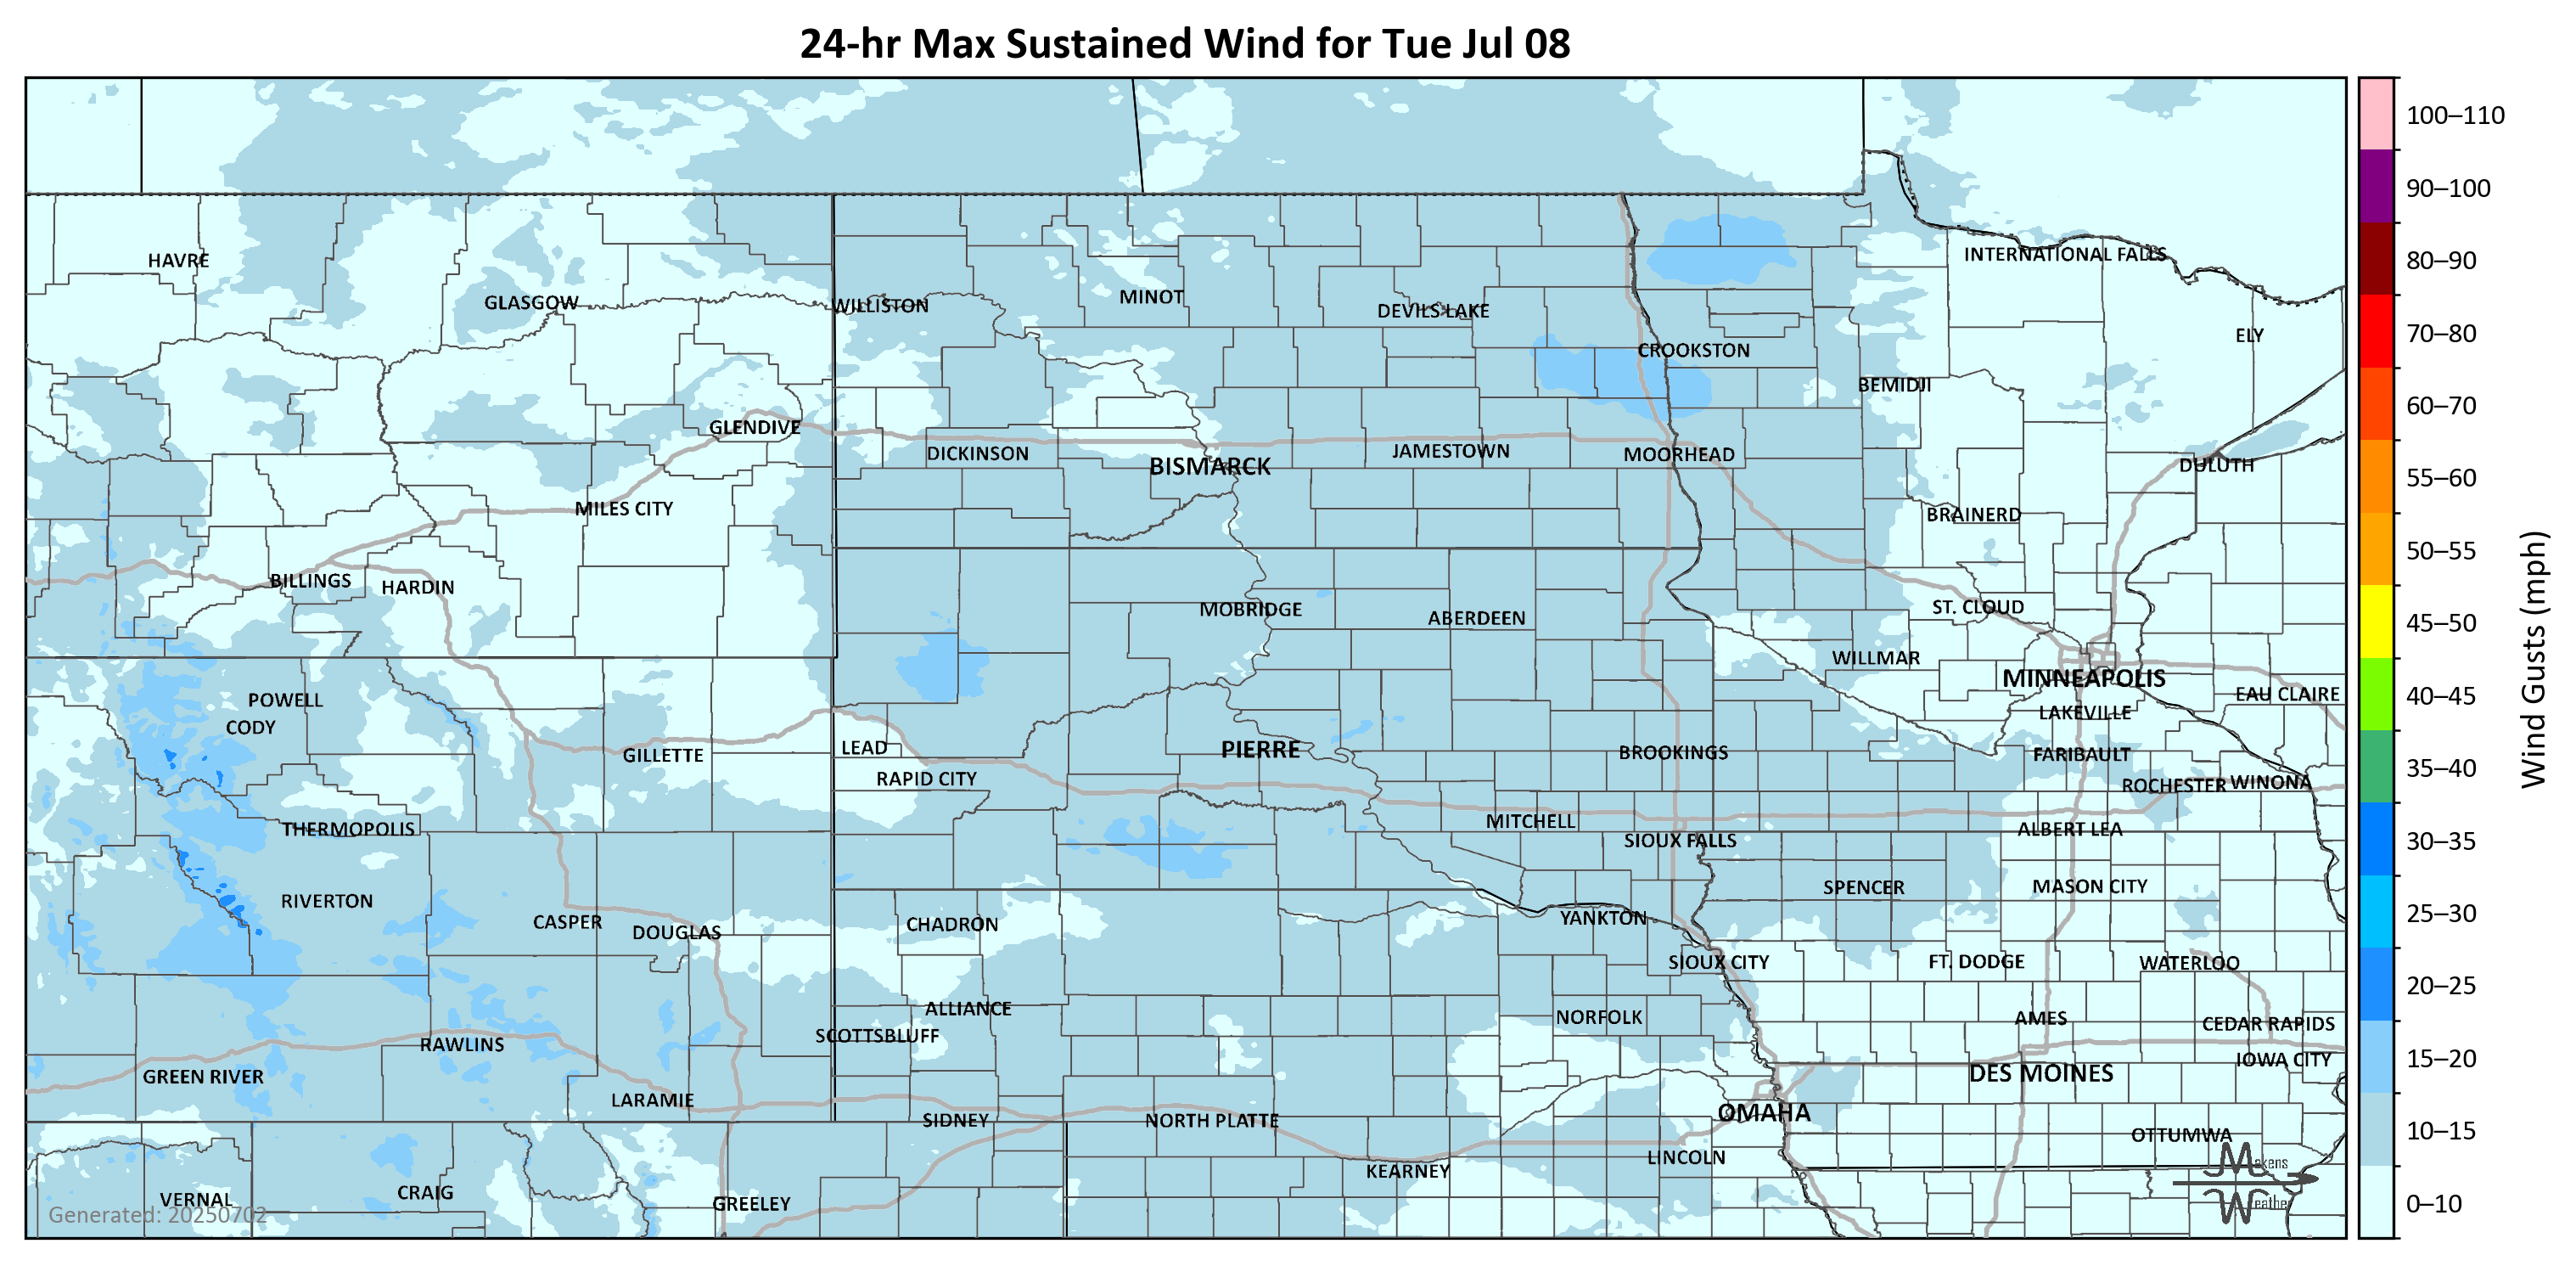 24-hr Max Sustained Wind for Tue Jul 08
100–110
90–100
80–90
70–80
60–70
55–60
50–55
45–50
40–45
35–40
30–35
25–30
20–25
15–20
10–15
0–10
Wind Gusts (mph)
HAVRE
GLASGOW
WILLISTON
MINOT
DEVILS LAKE
CROOKSTON
INTERNATIONAL FALLS
ELY
BEMIDJI
GLENDIVE
DICKINSON
BISMARCK
JAMESTOWN
MOORHEAD
DULUTH
MILES CITY
BRAINERD
BILLINGS
HARDIN
MOBRIDGE
ABERDEEN
ST. CLOUD
WILLMAR
MINNEAPOLIS
EAU CLAIRE
POWELL
CODY
LAKEVILLE
GILLETTE
LEAD
PIERRE
BROOKINGS
FARIBAULT
RAPID CITY
ROCHESTER
WINONA
THERMOPOLIS
MITCHELL
SIOUX FALLS
ALBERT LEA
RIVERTON
SPENCER
MASON CITY
CASPER
DOUGLAS
CHADRON
YANKTON
SIOUX CITY
FT. DODGE
WATERLOO
ALLIANCE
NORFOLK
AMES
CEDAR RAPIDS
SCOTTSBLUFF
RAWLINS
IOWA CITY
GREEN RIVER
DES MOINES
LARAMIE
SIDNEY
NORTH PLATTE
OMAHA
OTTUMWA
LINCOLN
KEARNEY
VERNAL
CRAIG
GREELEY
Makens
Weather
Generated: 20250702